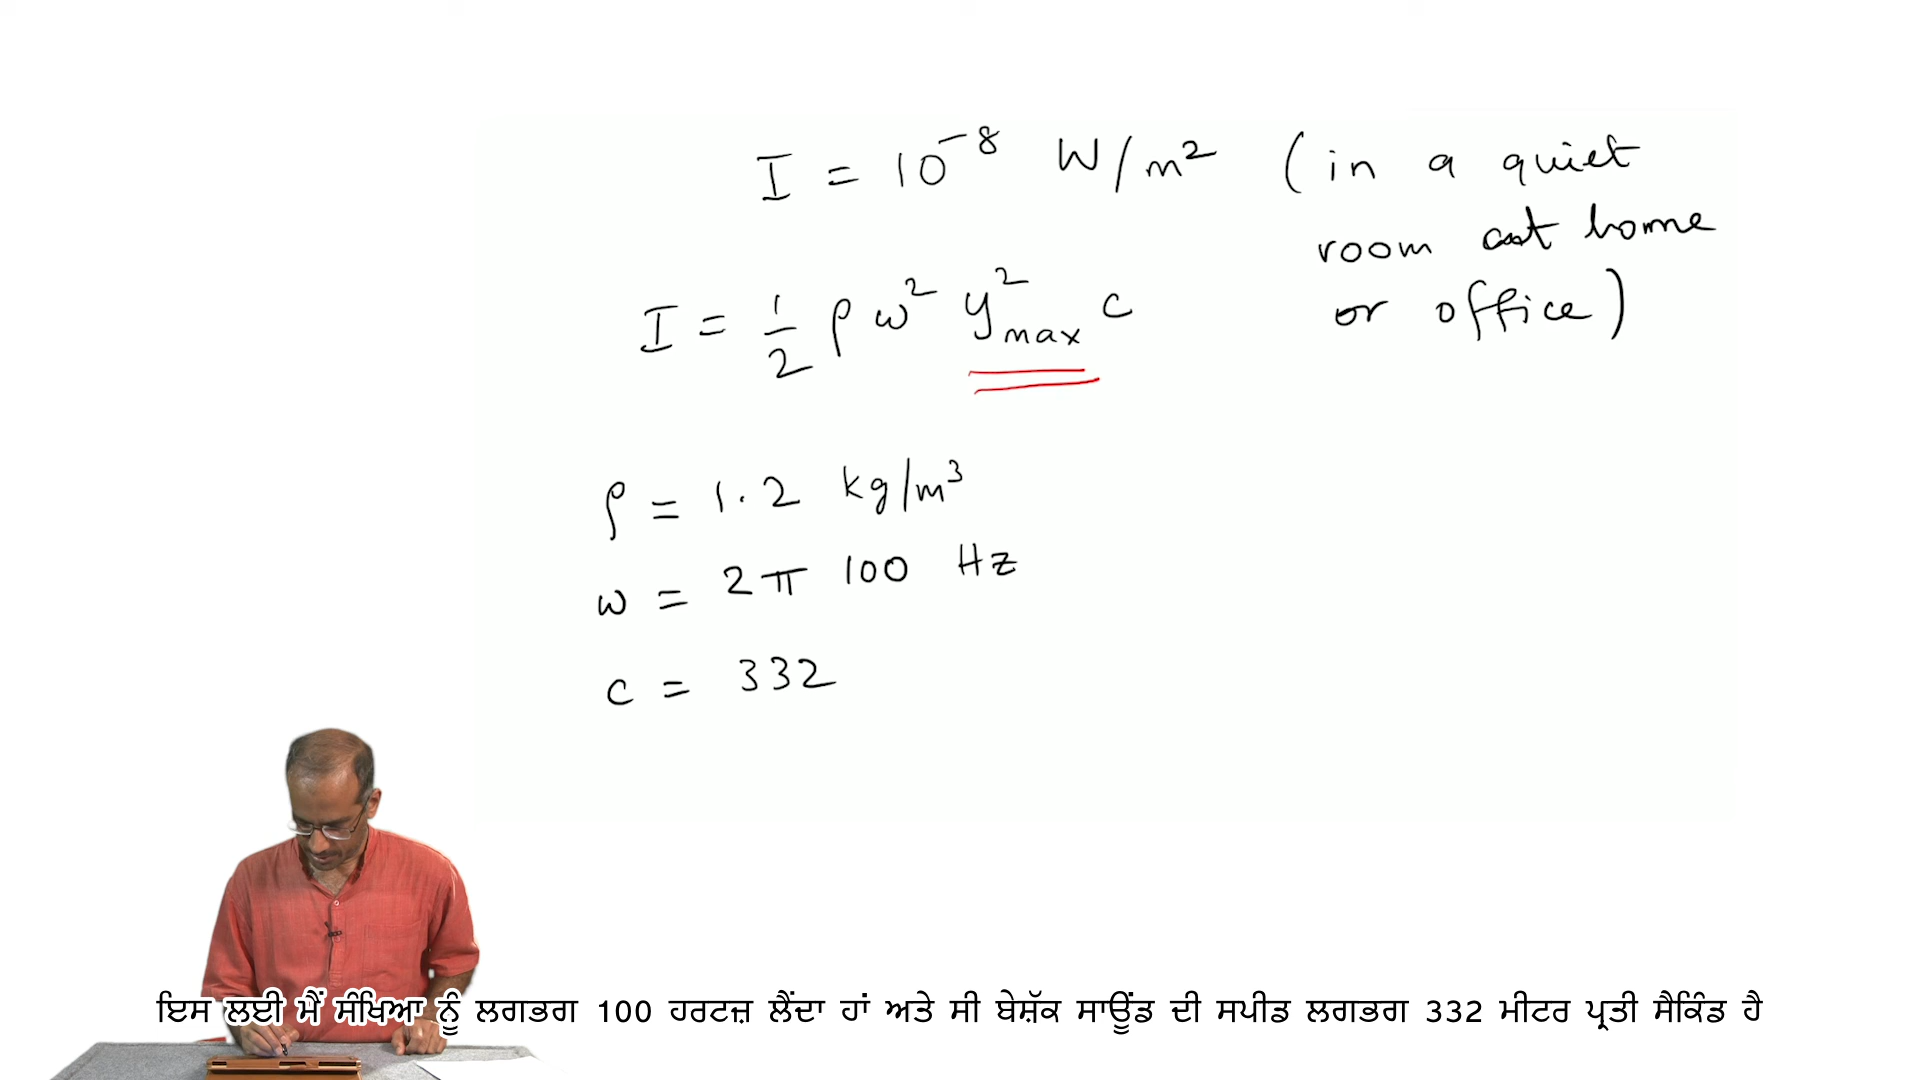 I = 10⁻⁸ W/m² (in a quiet
room at home
or office)
I = 1/2 ρ ω² y²max c
ρ = 1.2 kg/m³
ω = 2π 100 Hz
c = 332
ਇਸ ਲਈ ਮੈਂ ਸੰਖਿਆ ਨੂੰ ਲਗਭਗ 100 ਹਰਟਜ਼ ਲੈਂਦਾ ਹਾਂ ਅਤੇ ਸੀ ਬੇਸ਼ੱਕ ਸਾਊਂਡ ਦੀ ਸਪੀਡ ਲਗਭਗ 332 ਮੀਟਰ ਪ੍ਰਤੀ ਸੈਕਿੰਡ ਹੈ